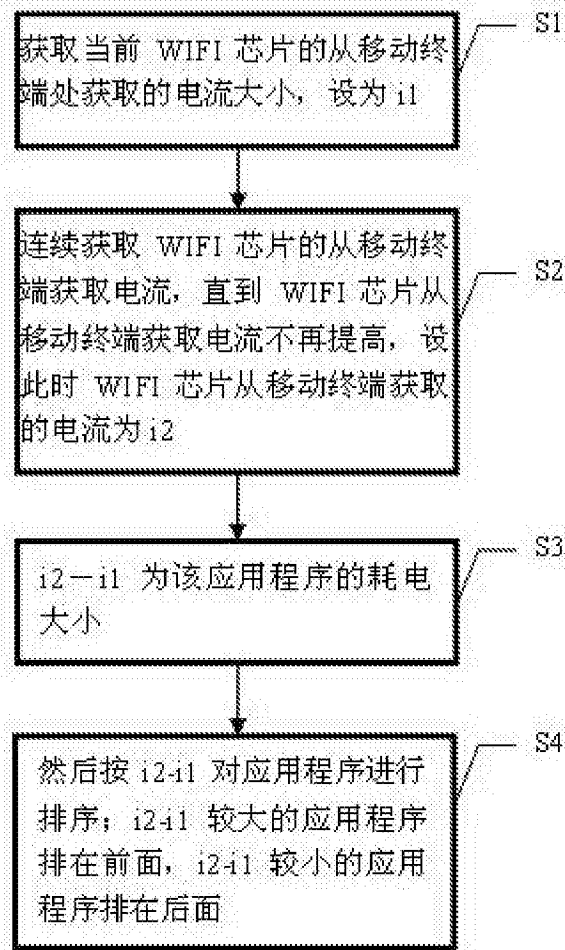 获取当前 WIFI 芯片的从移动终
端处获取的电流大小，设为i1
S1
连续获取 WIFI 芯片的从移动终
端获取电流，直到 WIFI 芯片从
移动终端获取电流不再提高，设
此时 WIFI 芯片从移动终端获取
的电流为i2
S2
i2－i1 为该应用程序的耗电
大小
S3
然后按i2-i1 对应用程序进行
排序；i2-i1 较大的应用程序
排在前面，i2-i1 较小的应用
程序排在后面
S4